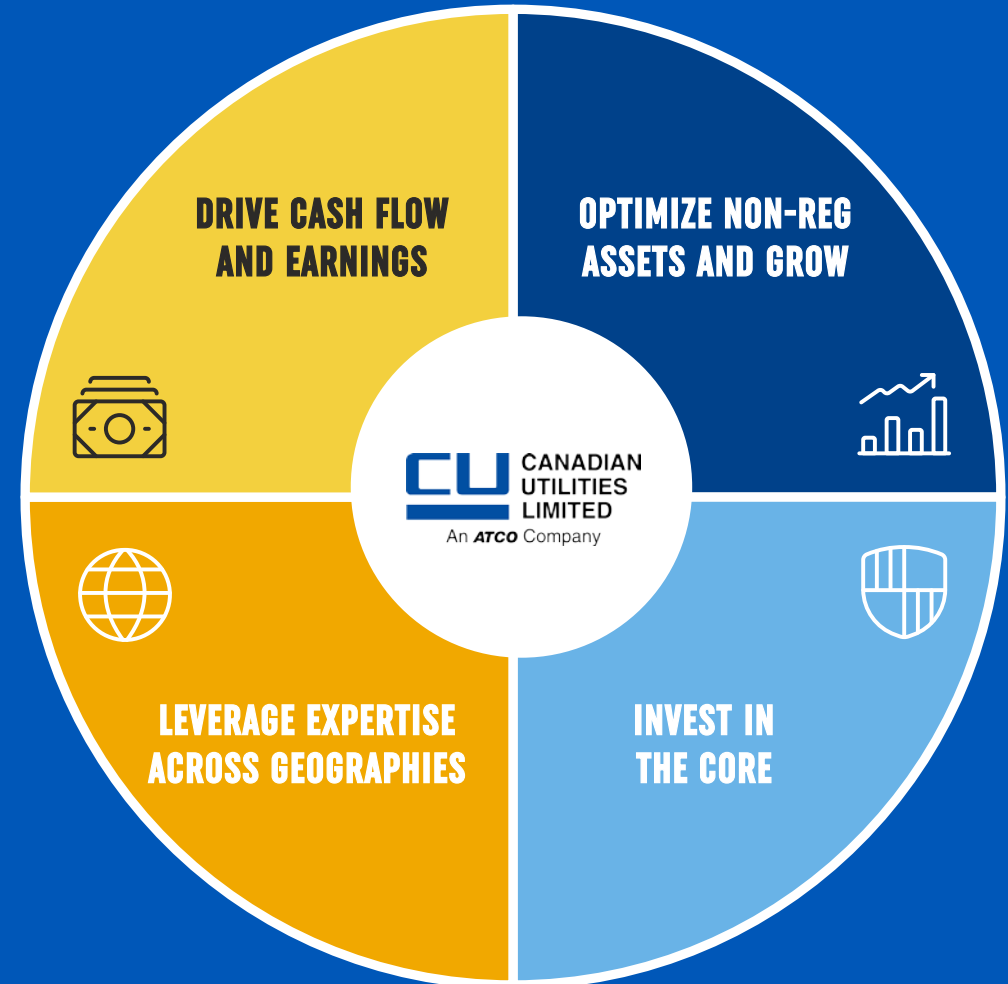 DRIVE CASH FLOW
AND EARNINGS
OPTIMIZE NON-REG
ASSETS AND GROW
CU
CANADIAN
UTILITIES
LIMITED
An ATCO Company
LEVERAGE EXPERTISE
ACROSS GEOGRAPHIES
INVEST IN
THE CORE